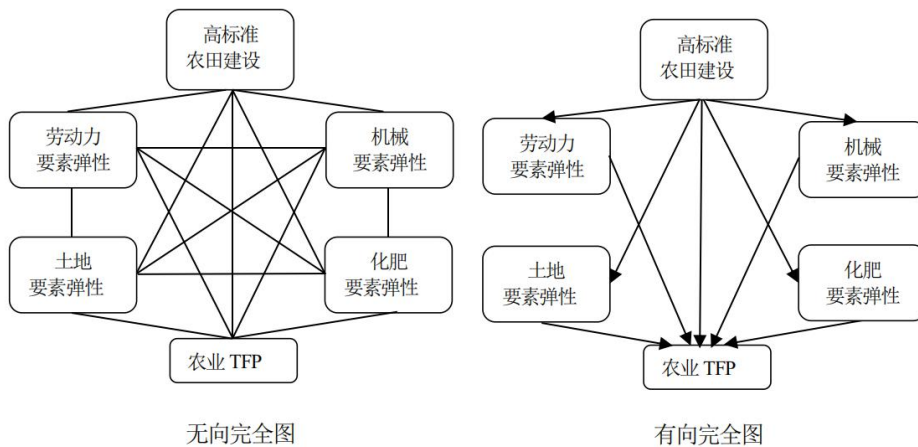 高标准
农田建设
劳动力
要素弹性
机械
要素弹性
土地
要素弹性
化肥
要素弹性
农业 TFP
无向完全图
高标准
农田建设
劳动力
要素弹性
机械
要素弹性
土地
要素弹性
化肥
要素弹性
农业 TFP
有向完全图